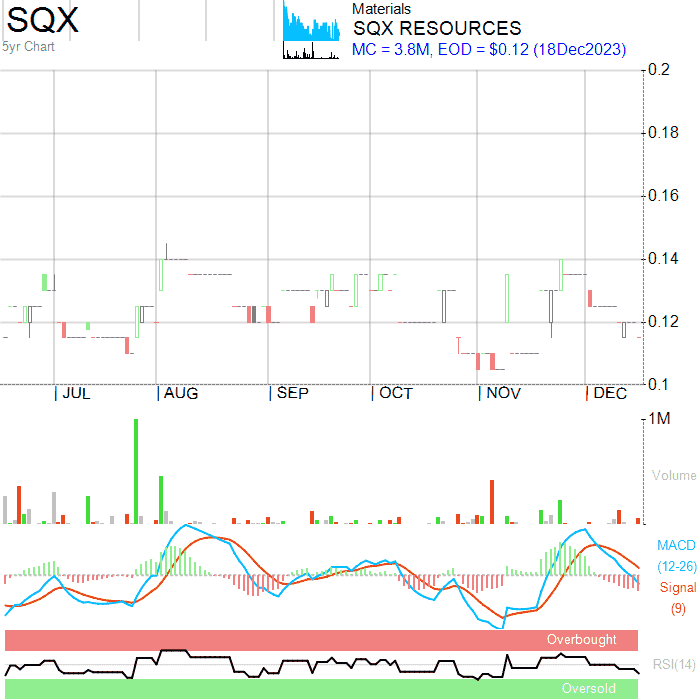 SQX
5yr Chart
Materials
SQX RESOURCES
MC = 3.8M, EOD = $0.12 (18Dec2023)
0.2
0.18
0.16
0.14
0.12
0.1
JUL AUG SEP OCT NOV DEC
1M
Volume
MACD
(12-26)
Signal
(9)
Overbought
RSI(14)
Oversold